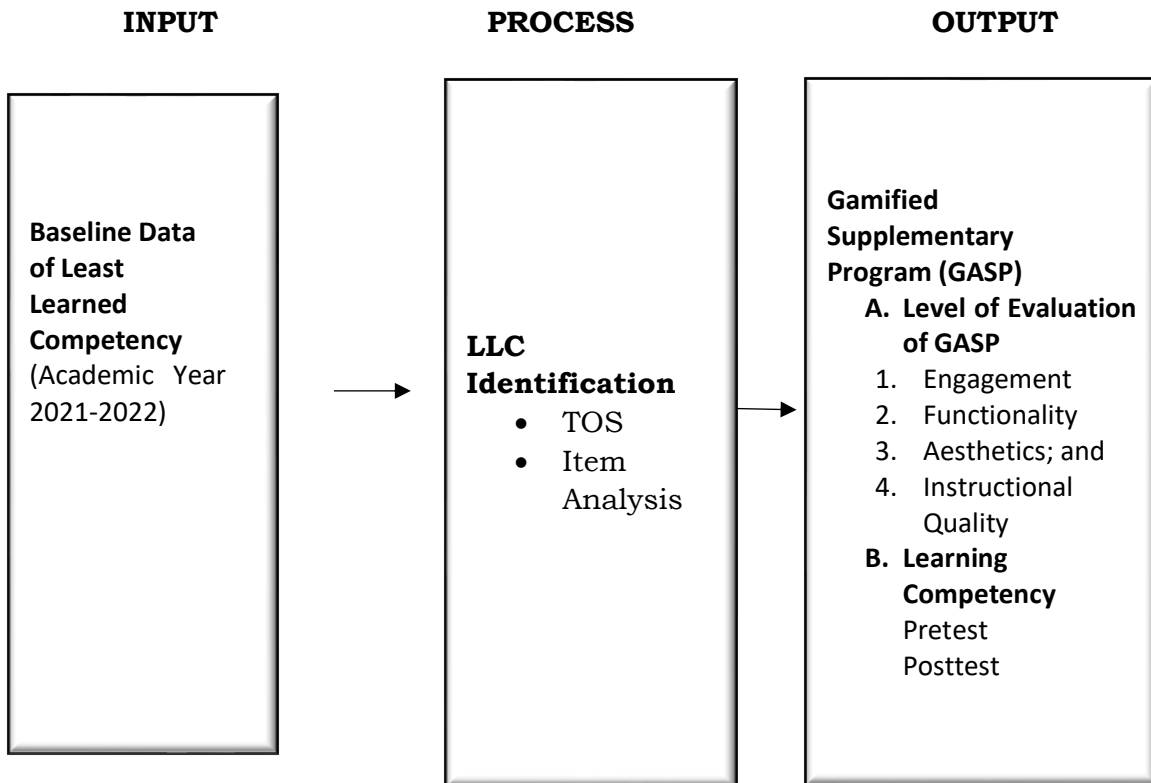 INPUT
PROCESS
OUTPUT
Baseline Data
of Least
Learned
Competency
(Academic Year
2021-2022)
LLC
Identification
• TOS
• Item
Analysis
Gamified
Supplementary
Program (GASP)
A. Level of Evaluation
of GASP
1. Engagement
2. Functionality
3. Aesthetics; and
4. Instructional
Quality
B. Learning
Competency
Pretest
Posttest